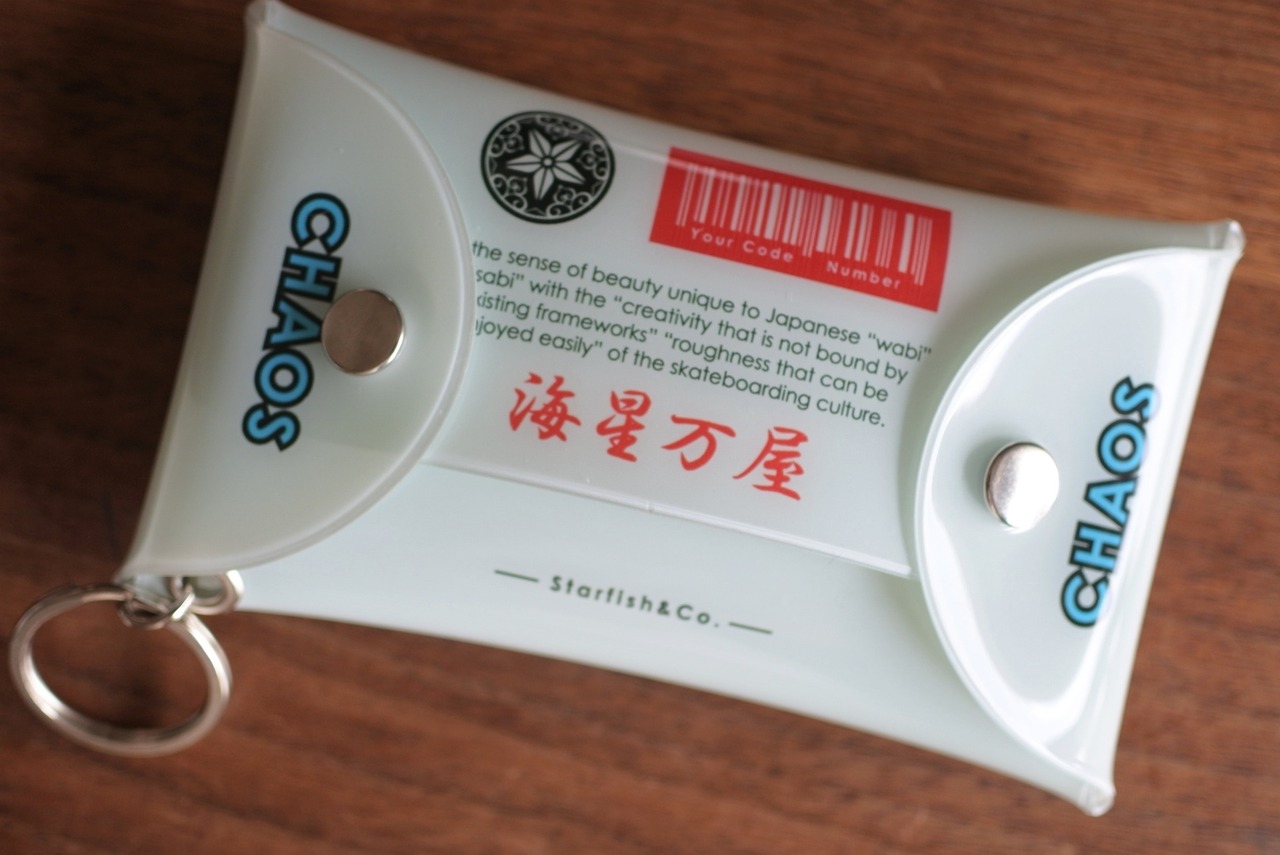 CHAOS
Your Code Number
the sense of beauty unique to Japanese "wabi"
sabi" with the "creativity that is not bound by
isting frameworks" "roughness that can be
joyed easily" of the skateboarding culture.
海星万屋
Starfish&Co.
CHAOS